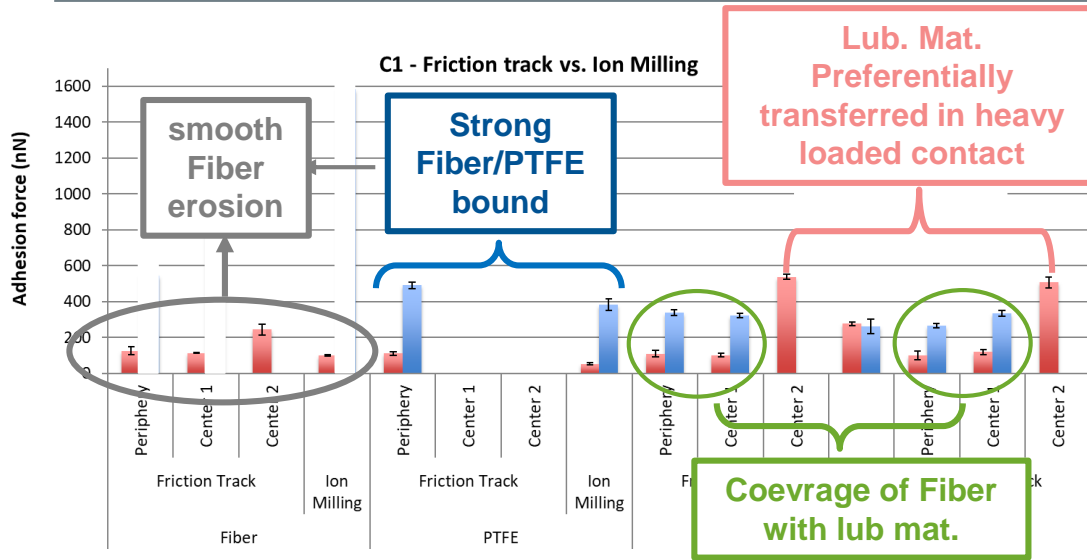 C1 - Friction track vs. Ion Milling
Lub. Mat.
Preferentially
transferred in heavy
loaded contact
smooth
Fiber
erosion
Strong
Fiber/PTFE
bound
Adhesion force (nN)
1600
1400
1200
1000
800
600
400
200
0
Periphery
Center 1
Center 2
Periphery
Center 1
Center 2
Periphery
Center 1
Center 2
Periphery
Center 1
Center 2
Friction Track
Ion
Milling
Friction Track
Ion
Milling
Fiber
PTFE
Coevrage of Fiber
with lub mat.